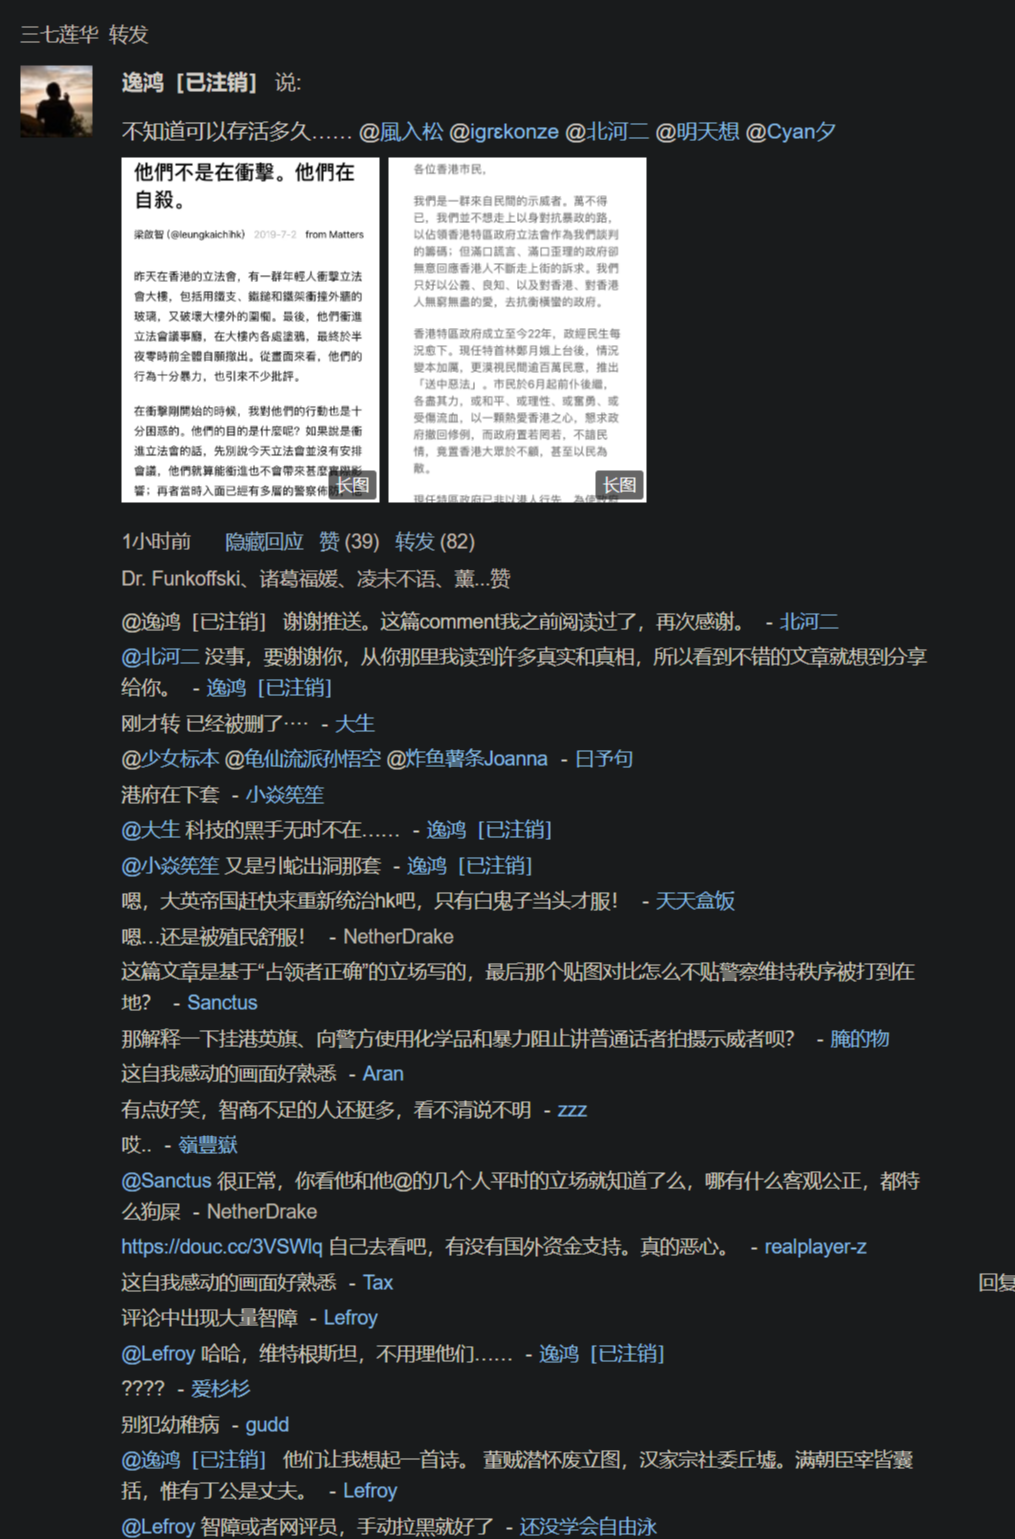 三七莲华 转发
逸鸿［已注销］ 说:
不知道可以存活多久…… @風入松 @igrɛkonze @北河二 @明天想 @Cyan夕
他們不是在衝擊。他們在
自殺。
梁啟智 (@leungkaichihk) 2019-7-2 from Matters
昨天在香港的立法會，有一群年輕人衝擊立法
會大樓，包括用鐵支、鐵鎚和鐵架衝撞外牆的
玻璃，又破壞大樓外的圍欄。最後，他們衝進
立法會議事廳，在大樓內各處塗鴉，最終於半
夜零時前全體自願撤出。從畫面來看，他們的
行為十分暴力，也引來不少批評。
在衝擊剛開始的時候，我對他們的行動也是十
分困惑的。他們的目的是什麼呢？如果說是衝
進立法會的話，先別說今天立法會並沒有安排
會議，他們就算能衝進也不會帶來甚麼實際影
響；再者當時入面已經有多層的警察佈防，他
长图
各位香港市民，
我們是一群來自民間的示威者。萬不得
已，我們並不想走上以身對抗暴政的路，
以佔領香港特區政府立法會作為我們談判
的籌碼；但滿口謊言、滿口歪理的政府卻
無意回應香港人不斷走上街的訴求。我們
只好以公義、良知、以及對香港、對香港
人無窮無盡的愛，去抗衡橫蠻的政府。
香港特區政府成立至今22年，政經民生每
況愈下。現任特首林鄭月娥上台後，情況
變本加厲，更漠視民間逾百萬民意，推出
「送中惡法」。市民於6月起前仆後繼，
各盡其力，或和平、或理性、或奮勇、或
受傷流血，以一顆熱愛香港之心，懇求政
府撤回修例，而政府置若罔若，不諳民
情，竟置香港大眾於不顧，甚至以民為
敵。
現任特區政府已非以港人行先，為使政府
长图
1小时前 隐藏回应 赞 (39) 转发 (82)
Dr. Funkoffski、诸葛福媛、凌未不语、薰...赞
@逸鸿［已注销］ 谢谢推送。这篇comment我之前阅读过了，再次感谢。 - 北河二
@北河二 没事，要谢谢你，从你那里我读到许多真实和真相，所以看到不错的文章就想到分享
给你。 - 逸鸿［已注销］
刚才转 已经被删了···· - 大生
@少女标本 @龟仙流派孙悟空 @炸鱼薯条Joanna - 日予句
港府在下套 - 小焱筅笙
@大生 科技的黑手无时不在…… - 逸鸿［已注销］
@小焱筅笙 又是引蛇出洞那套 - 逸鸿［已注销］
嗯，大英帝国赶快来重新统治hk吧，只有白鬼子当头才服！ - 天天盒饭
嗯...还是被殖民舒服！ - NetherDrake
这篇文章是基于“占领者正确”的立场写的，最后那个贴图对比怎么不贴警察维持秩序被打到在
地？ - Sanctus
那解释一下挂港英旗、向警方使用化学品和暴力阻止讲普通话者拍摄示威者呗？ - 腌的物
这自我感动的画面好熟悉 - Aran
有点好笑，智商不足的人还挺多，看不清说不明 - zzz
哎.. - 嶺豐嶽
@Sanctus 很正常，你看他和他@的几个人平时的立场就知道了么，哪有什么客观公正，都特
么狗屎 - NetherDrake
https://douc.cc/3VSWlq 自己去看吧，有没有国外资金支持。真的恶心。 - realplayer-z
这自我感动的画面好熟悉 - Tax
回复
评论中出现大量智障 - Lefroy
@Lefroy 哈哈，维特根斯坦，不用理他们…… - 逸鸿［已注销］
???? - 爱杉杉
别犯幼稚病 - gudd
@逸鸿［已注销］ 他们让我想起一首诗。 董贼潜怀废立图，汉家宗社委丘墟。满朝臣宰皆囊
括，惟有丁公是丈夫。 - Lefroy
@Lefroy 智障或者网评员，手动拉黑就好了 - 还没学会自由泳